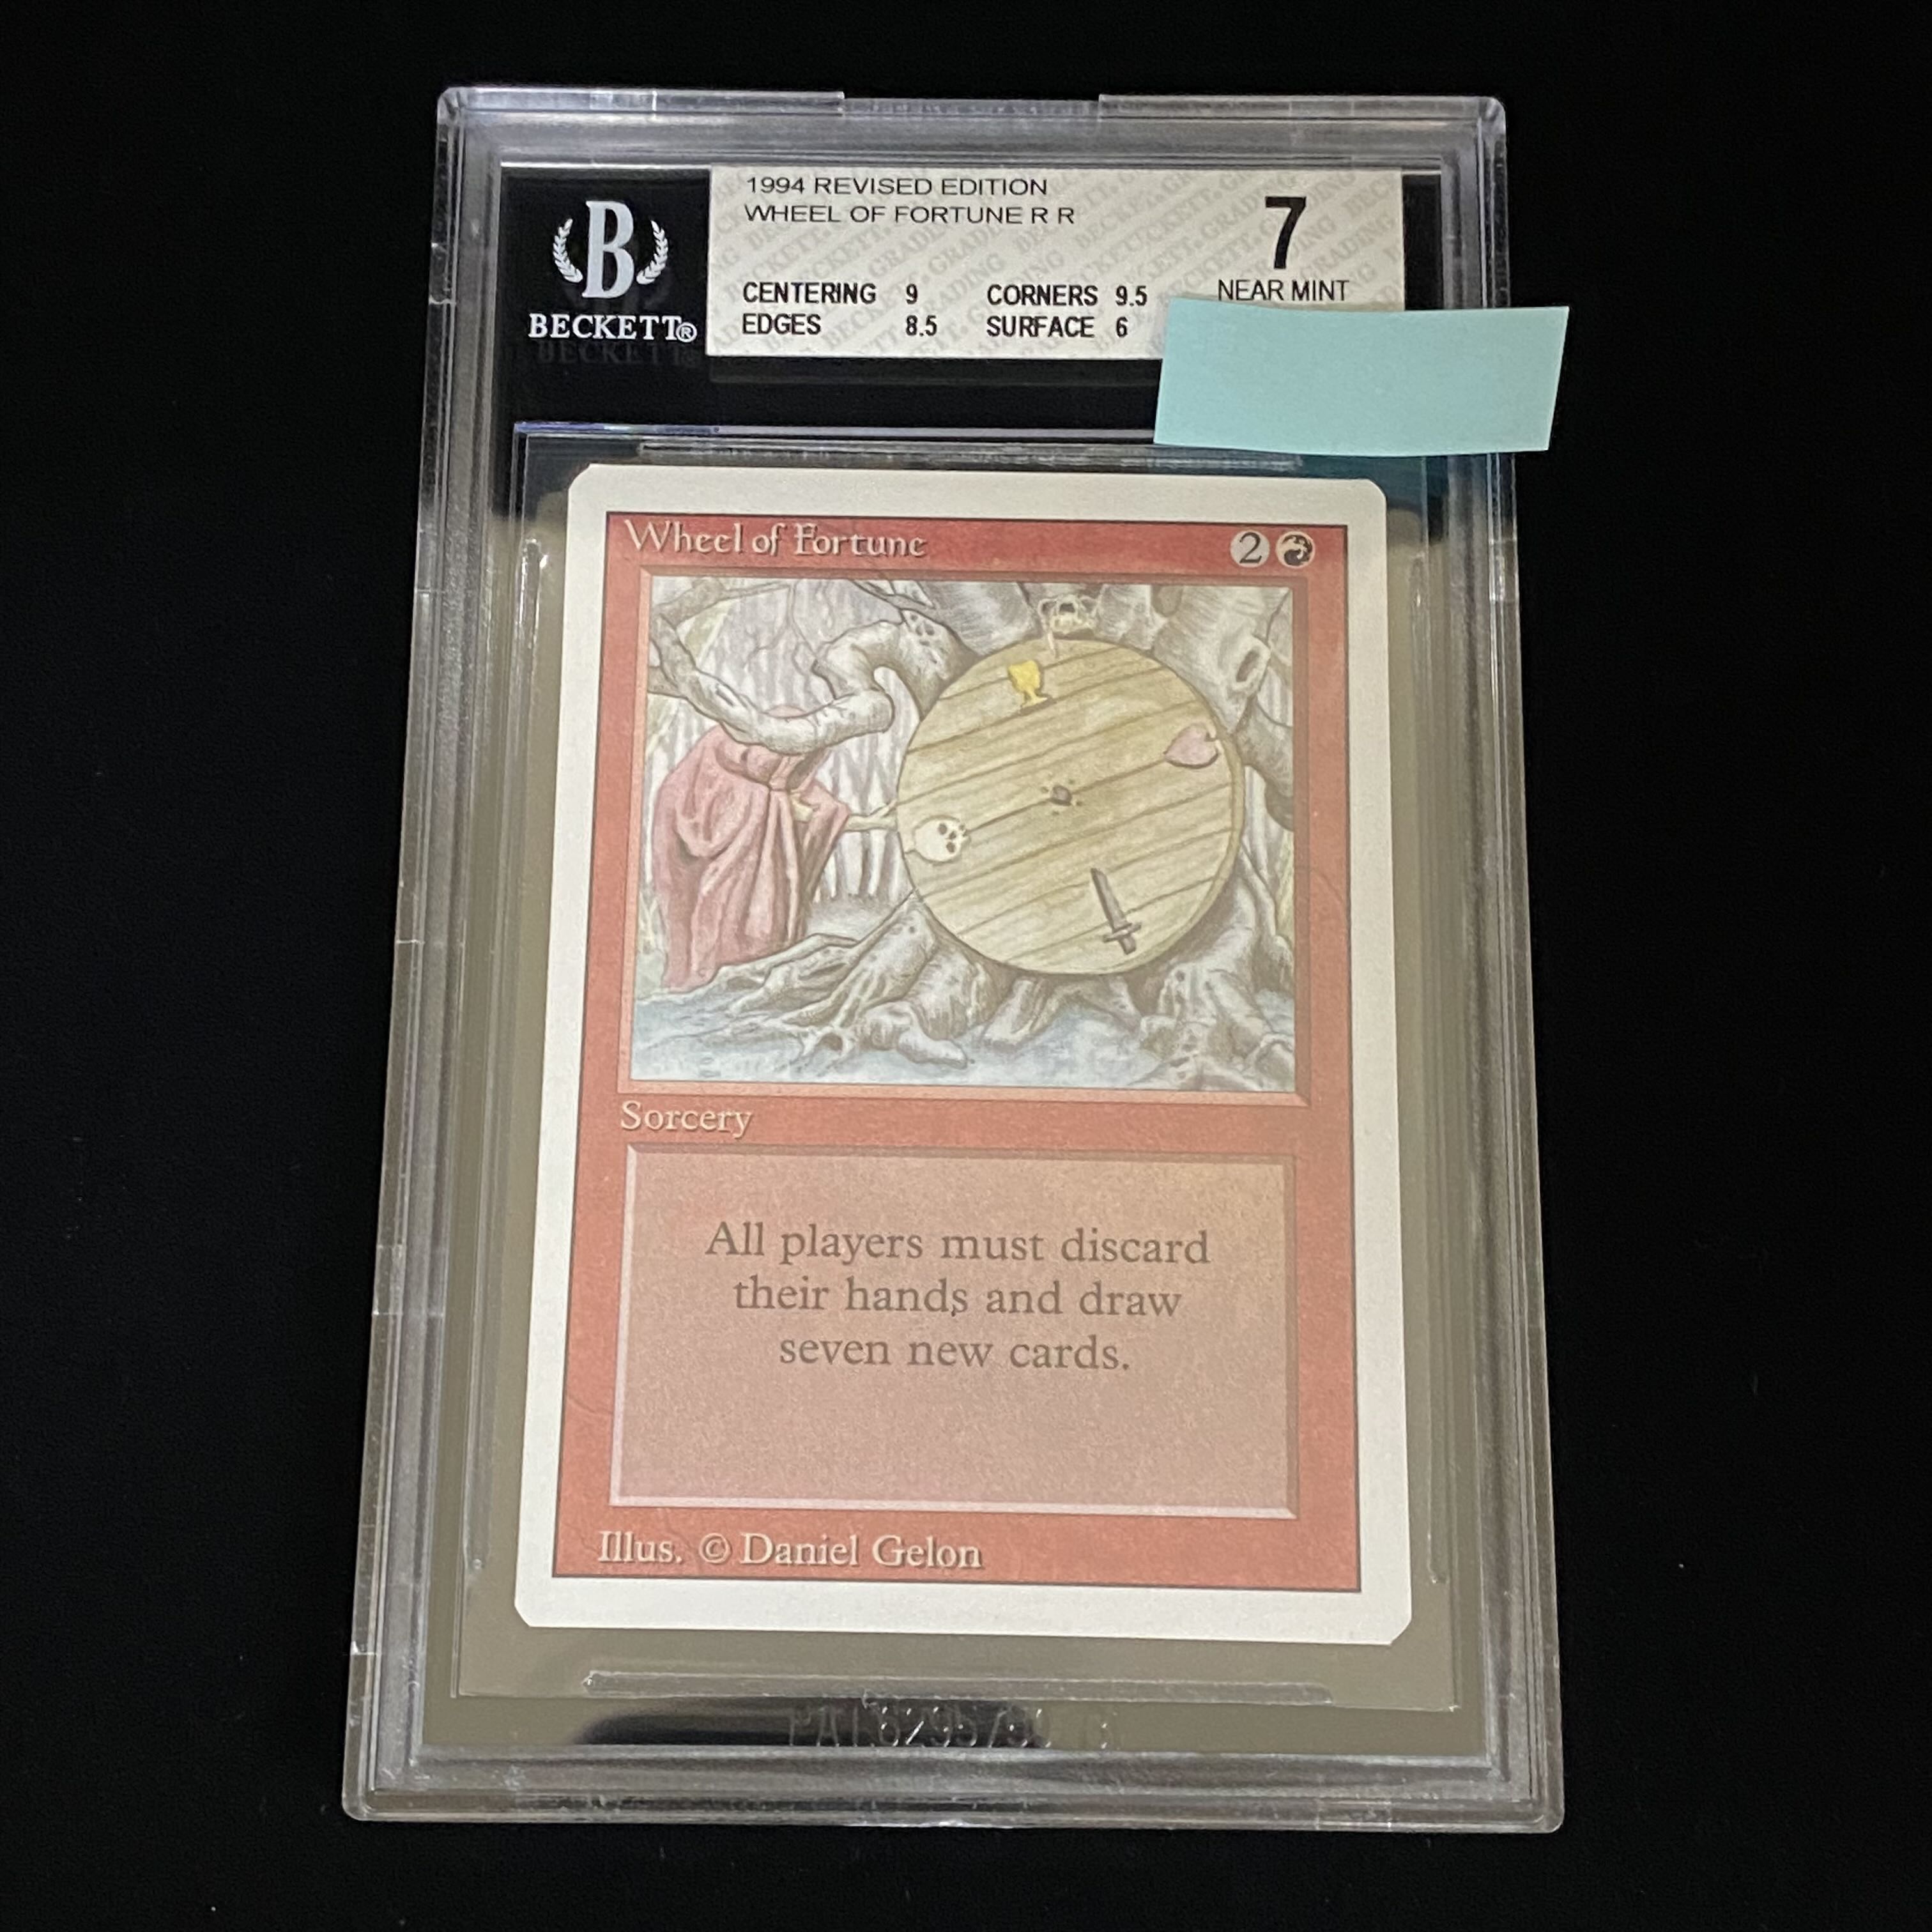 1994 REVISED EDITION
WHEEL OF FORTUNE R R
7
NEAR MINT
CENTERING 9 CORNERS 9.5
EDGES 8.5 SURFACE 6
B
BECKETT®
Wheel of Fortune
2
Sorcery
All players must discard
their hands and draw
seven new cards.
Illus. © Daniel Gelon